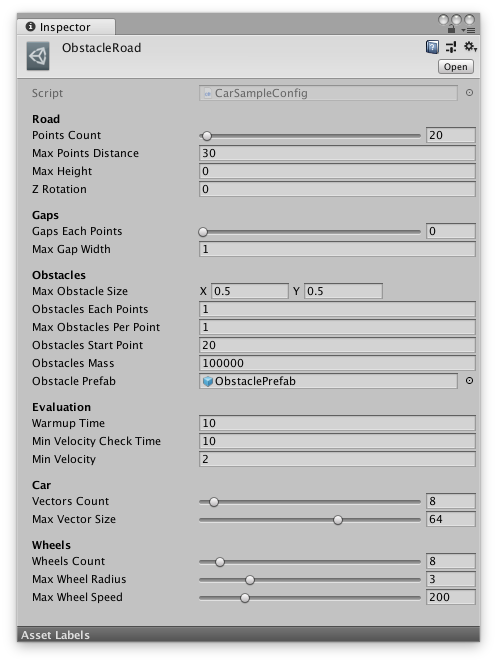 Inspector
ObstacleRoad
Open
Script CarSampleConfig
Road
Points Count 20
Max Points Distance 30
Max Height 0
Z Rotation 0
Gaps
Gaps Each Points 0
Max Gap Width 1
Obstacles
Max Obstacle Size X 0.5 Y 0.5
Obstacles Each Points 1
Max Obstacles Per Point 1
Obstacles Start Point 20
Obstacles Mass 100000
Obstacle Prefab ObstaclePrefab
Evaluation
Warmup Time 10
Min Velocity Check Time 10
Min Velocity 2
Car
Vectors Count 8
Max Vector Size 64
Wheels
Wheels Count 8
Max Wheel Radius 3
Max Wheel Speed 200
Asset Labels